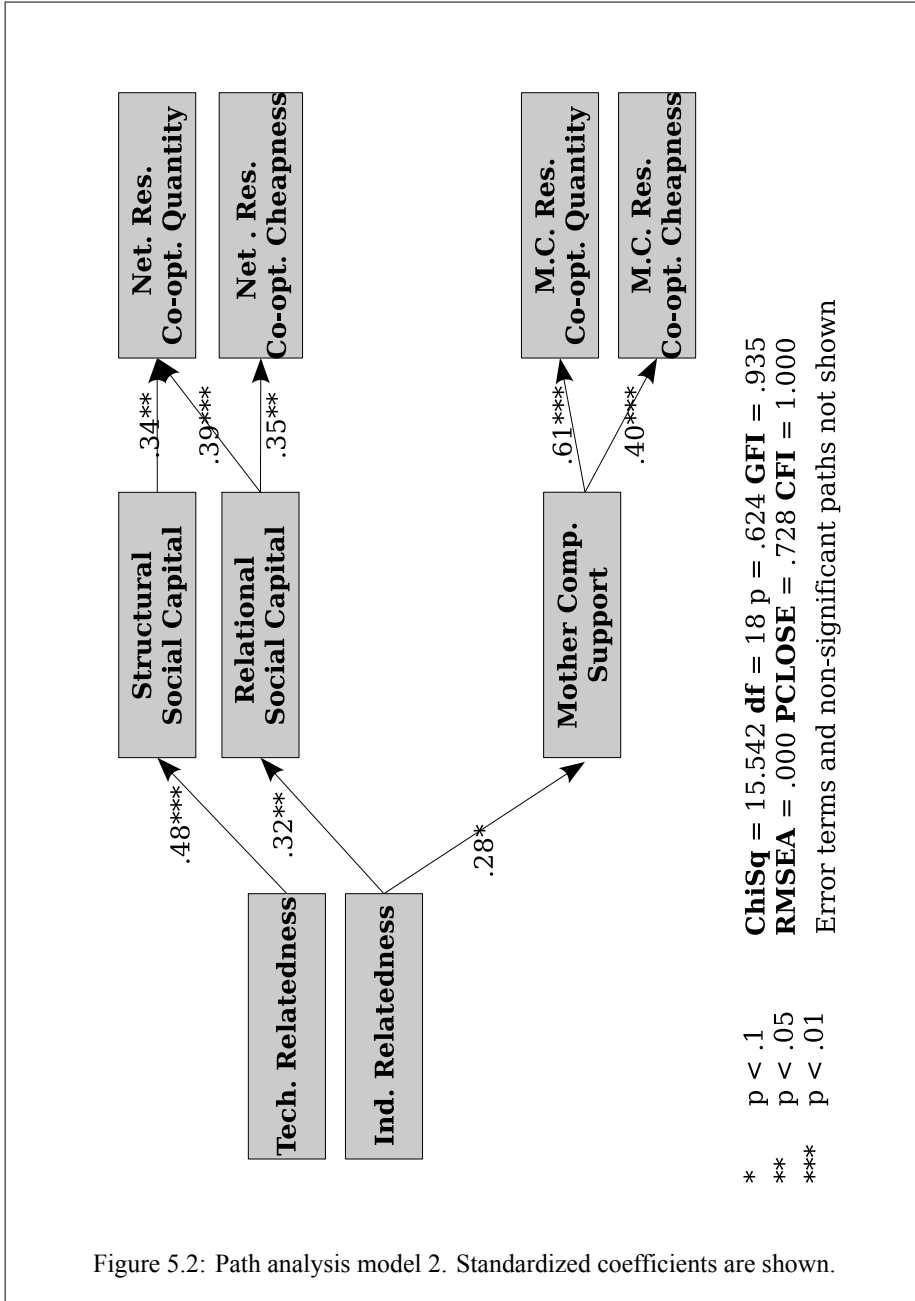 Tech. Relatedness
Ind. Relatedness
.48***
.32**
.28*
Structural
Social Capital
Relational
Social Capital
Mother Comp.
Support
.34**
.39***
.35**
.61***
.40***
Net. Res.
Co-opt. Quantity
Net . Res.
Co-opt. Cheapness
M.C. Res.
Co-opt. Quantity
M.C. Res.
Co-opt. Cheapness
* p < .1
** p < .05
*** p < .01
ChiSq = 15.542 df = 18 p = .624 GFI = .935
RMSEA = .000 PCLOSE = .728 CFI = 1.000
Error terms and non-significant paths not shown
Figure 5.2: Path analysis model 2. Standardized coefficients are shown.